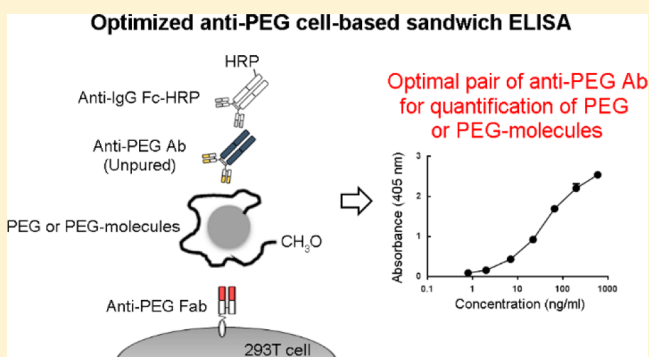 Optimized anti-PEG cell-based sandwich ELISA
HRP
Anti-IgG Fc-HRP
Anti-PEG Ab
(Unpured)
PEG or PEG-molecules
CH₃O
Anti-PEG Fab
293T cell
Optimal pair of anti-PEG Ab
for quantification of PEG
or PEG-molecules
Absorbance (405 nm)
3
2
1
0
0.1
1
10
100
1000
Concentration (ng/ml)